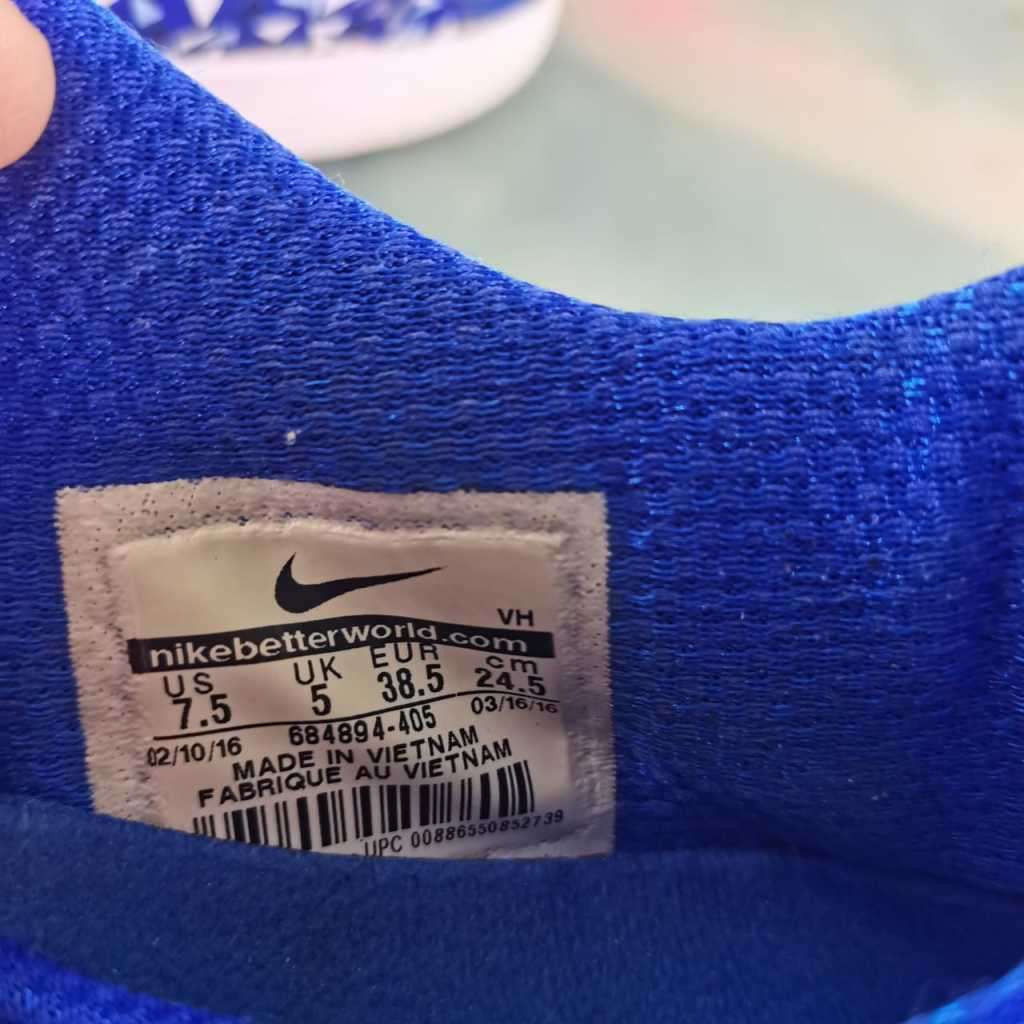 VH
nikebetterworld.com
US UK EUR cm
7.5 5 38.5 24.5
02/10/16 684894-405 03/16/16
MADE IN VIETNAM
FABRIQUE AU VIETNAM
UPC 00886550852739